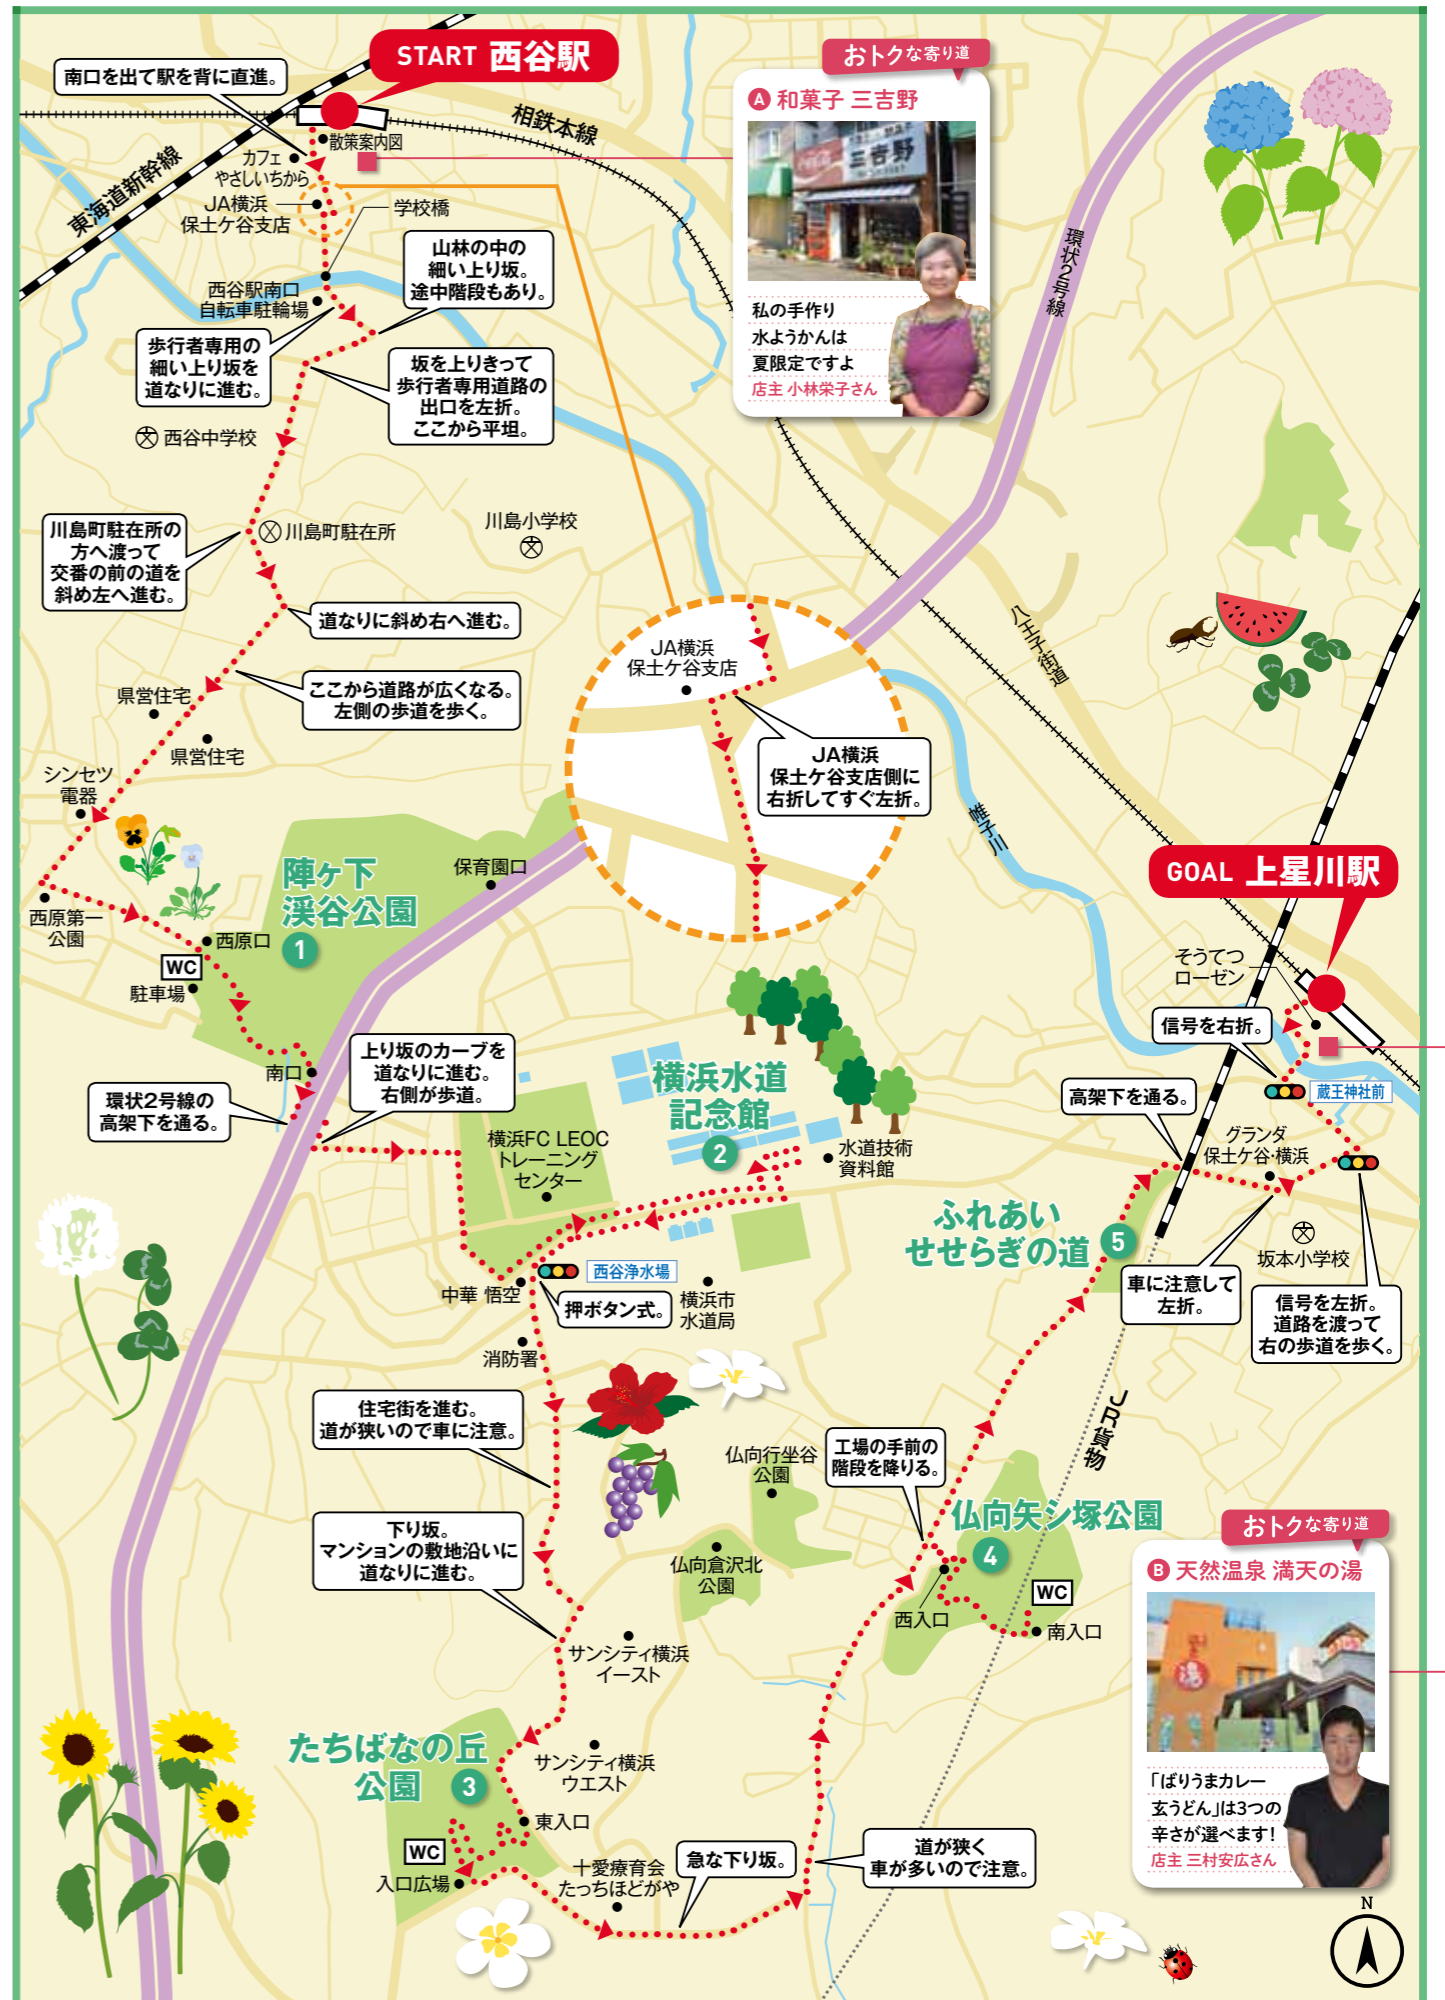 START 西谷駅
南口を出て駅を背に直進。
おトクな寄り道
A 和菓子 三吉野
三吉野
私の手作り
水ようかんは
夏限定ですよ
店主 小林栄子さん
相鉄本線
東海道新幹線
散策案内図
カフェ
やさしいちから
JA横浜
保土ケ谷支店
学校橋
環状2号線
山林の中の
細い上り坂。
途中階段もあり。
西谷駅南口
自転車駐輪場
歩行者専用の
細い上り坂を
道なりに進む。
坂を上りきって
歩行者専用道路の
出口を左折。
ここから平坦。
西谷中学校
川島町駐在所の
方へ渡って
交番の前の道を
斜め左へ進む。
川島町駐在所
川島小学校
道なりに斜め右へ進む。
八王子街道
JA横浜
保土ケ谷支店
ここから道路が広くなる。
左側の歩道を歩く。
県営住宅
県営住宅
JA横浜
保土ケ谷支店側に
右折してすぐ左折。
シンセツ
電器
帷子川
陣ヶ下
渓谷公園
1
保育園口
GOAL 上星川駅
西原第一
公園
西原口
WC
駐車場
そうてつ
ローゼン
信号を右折。
南口
上り坂のカーブを
道なりに進む。
右側が歩道。
環状2号線の
高架下を通る。
横浜水道
記念館
2
蔵王神社前
高架下を通る。
横浜FC LEOC
トレーニング
センター
水道技術
資料館
グランダ
保土ケ谷・横浜
ふれあい
せせらぎの道
5
坂本小学校
車に注意して
左折。
信号を左折。
道路を渡って
右の歩道を歩く。
西谷浄水場
中華 悟空
押ボタン式。
横浜市
水道局
消防署
住宅街を進む。
道が狭いので車に注意。
JR貨物
仏向行坐谷
公園
工場の手前の
階段を降りる。
仏向矢シ塚公園
4
下り坂。
マンションの敷地沿いに
道なりに進む。
仏向倉沢北
公園
西入口
WC
南入口
おトクな寄り道
B 天然温泉 満天の湯
湯
「ばりうまカレー
玄うどん」は3つの
辛さが選べます!
店主 三村安広さん
サンシティ横浜
イースト
たちばなの丘
公園
3
サンシティ横浜
ウエスト
東入口
WC
入口広場
十愛療育会
たっちほどがや
急な下り坂。
道が狭く
車が多いので注意。
N